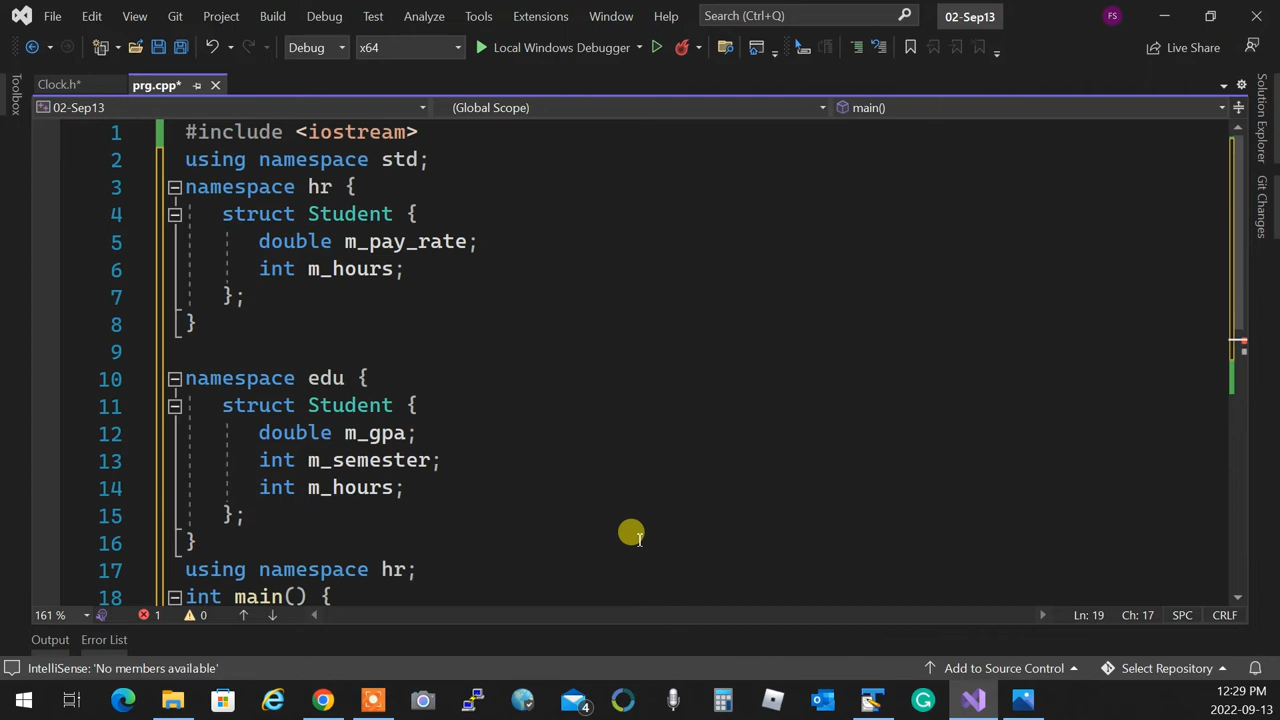 File Edit View Git Project Build Debug Test Analyze Tools Extensions Window Help Search (Ctrl+Q) 02-Sep13 FS
Debug x64 Local Windows Debugger Live Share
Clock.h* prg.cpp*
02-Sep13 (Global Scope) main()
Toolbox
Solution Explorer
Git Changes
1 #include <iostream>
2 using namespace std;
3 namespace hr {
4 struct Student {
5 double m_pay_rate;
6 int m_hours;
7 };
8 }
9
10 namespace edu {
11 struct Student {
12 double m_gpa;
13 int m_semester;
14 int m_hours;
15 };
16 }
17 using namespace hr;
18 int main() {
161 % 1 0 Ln: 19 Ch: 17 SPC CRLF
Output Error List
IntelliSense: 'No members available' Add to Source Control Select Repository
4
12:29 PM
2022-09-13